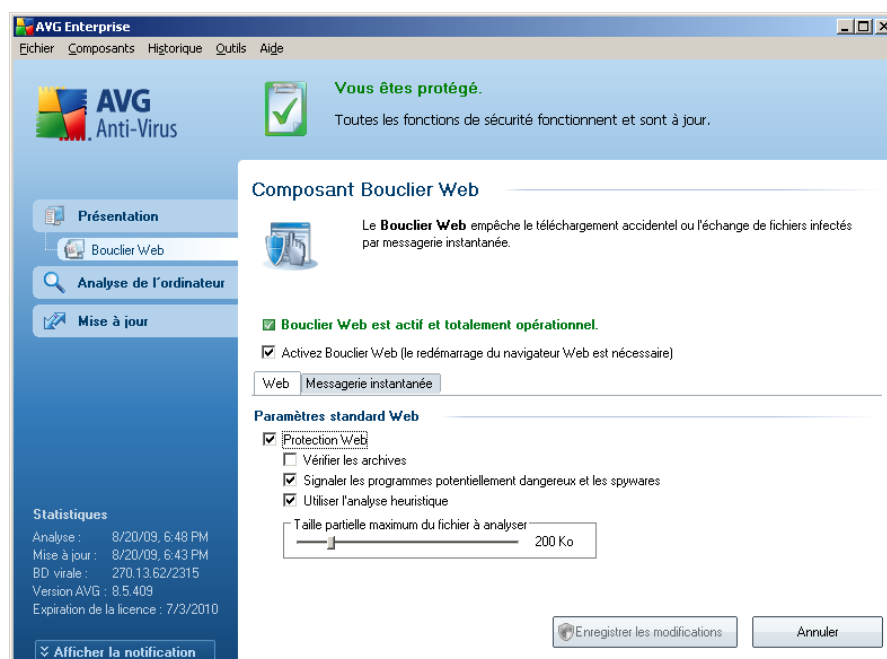 AVG Enterprise
Fichier Composants Historique Outils Aide
AVG
Anti-Virus
Vous êtes protégé.
Toutes les fonctions de sécurité fonctionnent et sont à jour.
Présentation
Bouclier Web
Analyse de l'ordinateur
Mise à jour
Composant Bouclier Web
Le Bouclier Web empêche le téléchargement accidentel ou l'échange de fichiers infectés
par messagerie instantanée.
Bouclier Web est actif et totalement opérationnel.
Activez Bouclier Web (le redémarrage du navigateur Web est nécessaire)
Web Messagerie instantanée
Paramètres standard Web
Protection Web
Vérifier les archives
Signaler les programmes potentiellement dangereux et les spywares
Utiliser l'analyse heuristique
Taille partielle maximum du fichier à analyser
200 Ko
Statistiques
Analyse : 8/20/09, 6:48 PM
Mise à jour : 8/20/09, 6:43 PM
BD virale : 270.13.62/2315
Version AVG : 8.5.409
Expiration de la licence : 7/3/2010
Afficher la notification
Enregistrer les modifications
Annuler